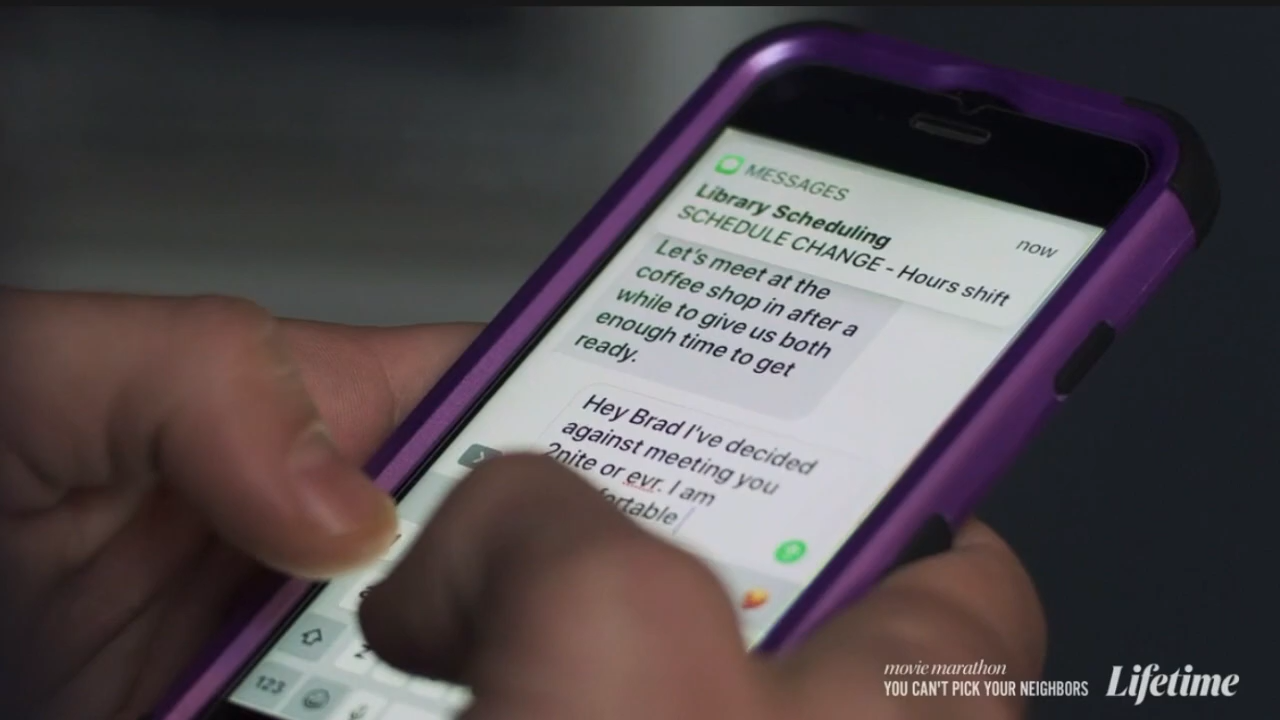 MESSAGES
Library Scheduling
now
SCHEDULE CHANGE - Hours shift
Let's meet at the
coffee shop in after a
while to give us both
enough time to get
ready.
Hey Brad I've decided
against meeting you
2nite or evr. I am
fortable
123
movie marathon
YOU CAN'T PICK YOUR NEIGHBORS
Lifetime